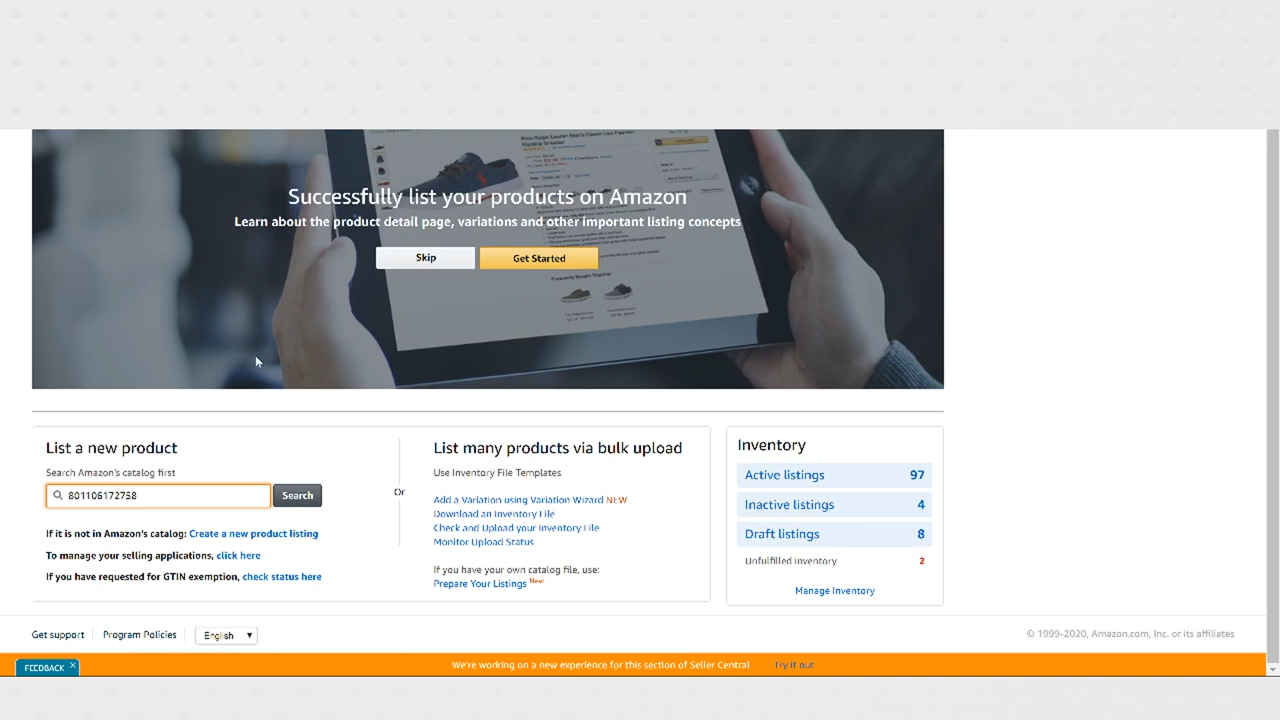 Successfully list your products on Amazon
Learn about the product detail page, variations and other important listing concepts
Skip
Get Started
Frequently Bought Together
List a new product
Search Amazon's catalog first
801106172758
Search
If it is not in Amazon's catalog: Create a new product listing
To manage your selling applications, click here
If you have requested for GTIN exemption, check status here
Or
List many products via bulk upload
Use Inventory File Templates
Add a Variation using Variation Wizard NEW
Download an Inventory File
Check and Upload your Inventory File
Monitor Upload Status
If you have your own catalog file, use:
Prepare Your Listings New
Inventory
Active listings 97
Inactive listings 4
Draft listings 8
Unfulfilled inventory 2
Manage Inventory
Get support
Program Policies
English
© 1999-2020, Amazon.com, Inc. or its affiliates
FEEDBACK
We're working on a new experience for this section of Seller Central Try it out